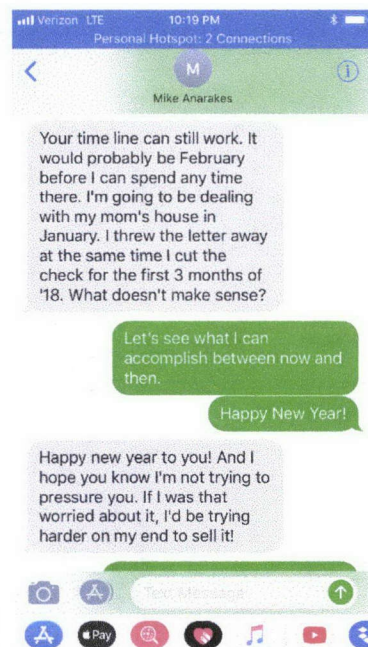 Verizon LTE 10:19 PM
Personal Hotspot: 2 Connections
M
Mike Anarakes
Your time line can still work. It
would probably be February
before I can spend any time
there. I'm going to be dealing
with my mom's house in
January. I threw the letter away
at the same time I cut the
check for the first 3 months of
'18. What doesn't make sense?
Let's see what I can
accomplish between now and
then.
Happy New Year!
Happy new year to you! And I
hope you know I'm not trying to
pressure you. If I was that
worried about it, I'd be trying
harder on my end to sell it!
Text Message
Pay